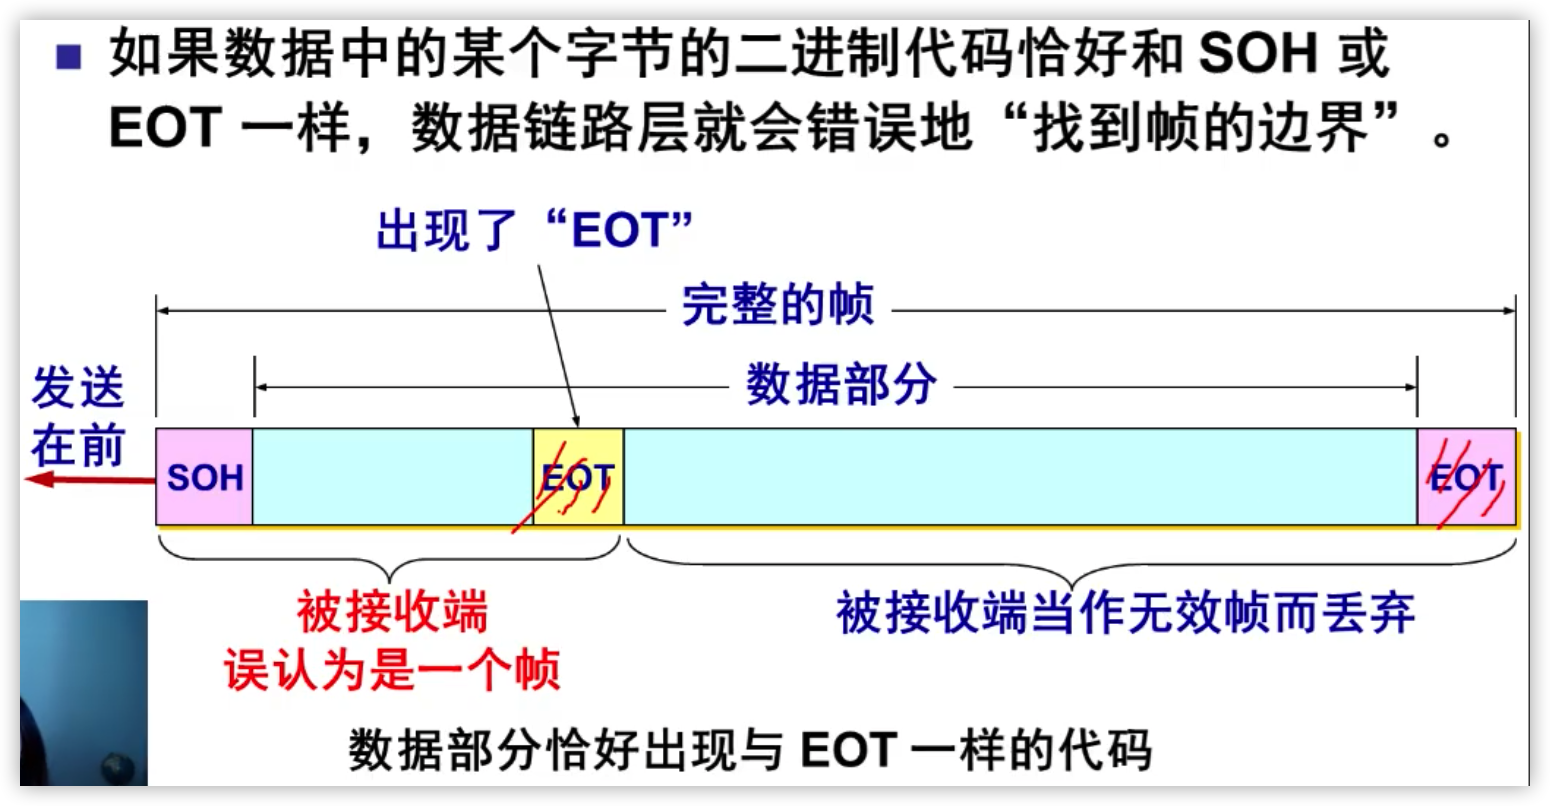 ■ 如果数据中的某个字节的二进制代码恰好和 SOH 或
EOT 一样，数据链路层就会错误地“找到帧的边界”。
出现了“EOT”
完整的帧
数据部分
发送
在前
SOH
EOT
EOT
被接收端
误认为是一个帧
被接收端当作无效帧而丢弃
数据部分恰好出现与 EOT 一样的代码